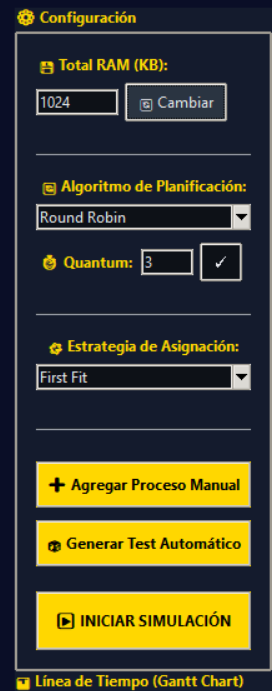 Configuración
Total RAM (KB):
1024 Cambiar
Algoritmo de Planificación:
Round Robin
Quantum: 3 ✓
Estrategia de Asignación:
First Fit
+ Agregar Proceso Manual
Generar Test Automático
INICIAR SIMULACIÓN
Línea de Tiempo (Gantt Chart)